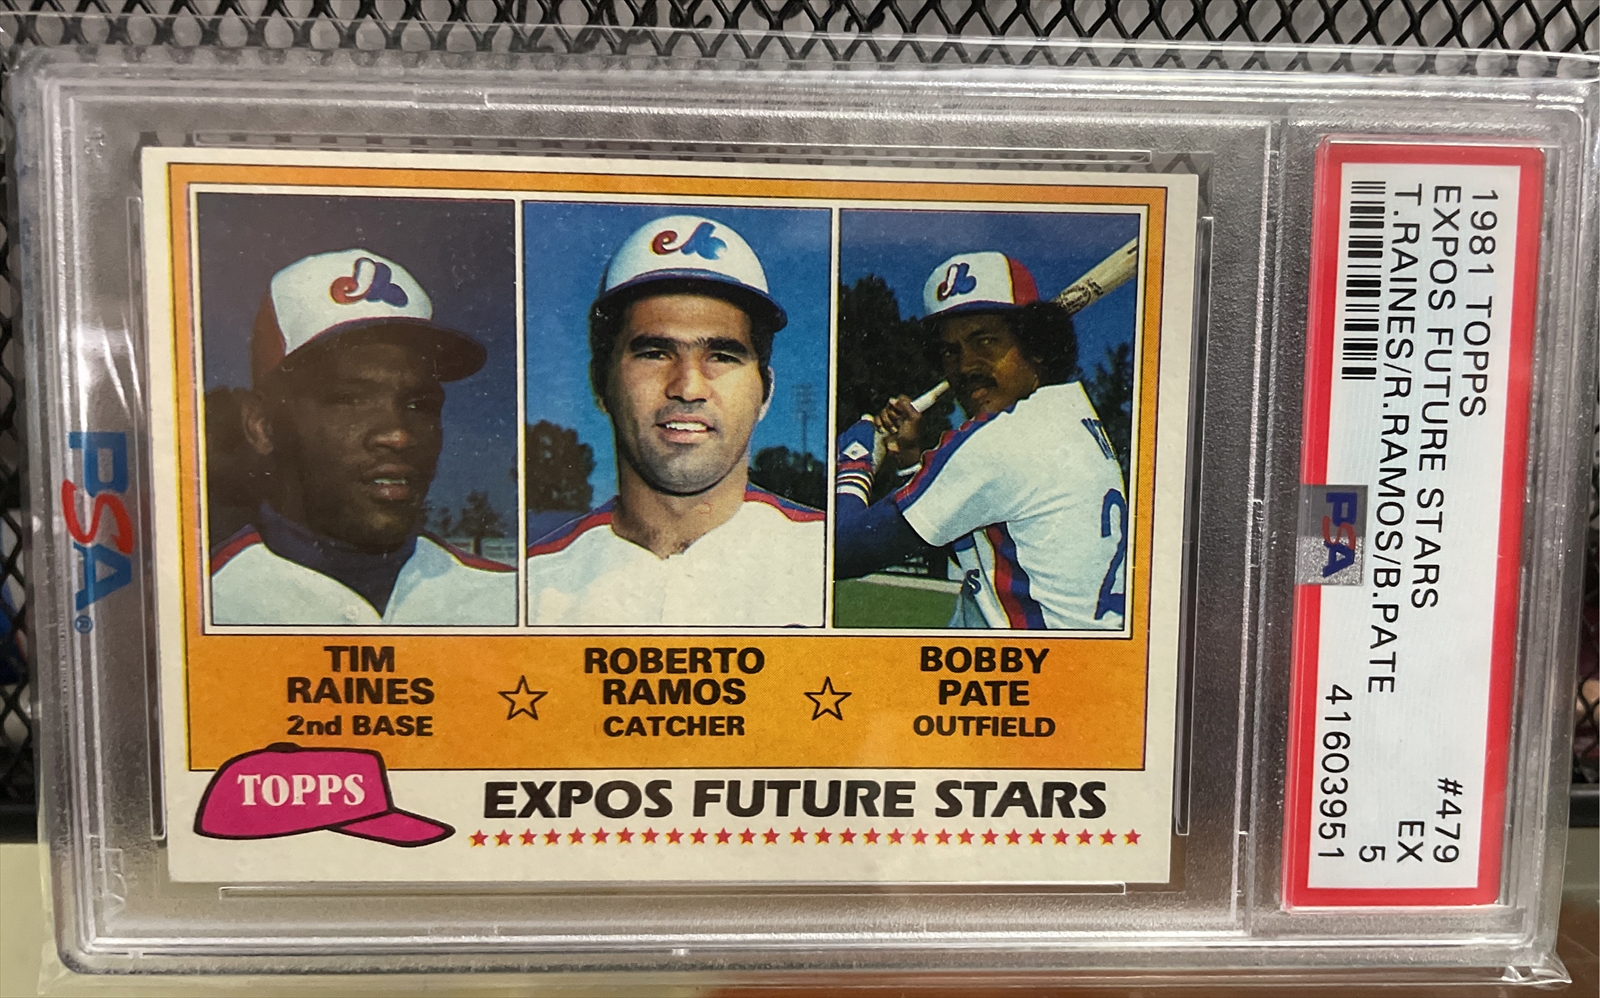 TIM
RAINES
2nd BASE
ROBERTO
RAMOS
CATCHER
BOBBY
PATE
OUTFIELD
TOPPS
EXPOS FUTURE STARS
1981 TOPPS
EXPOS FUTURE STARS #479
T.RAINES/R.RAMOS/B.PATE EX
5
41603951
PSA
PSA®